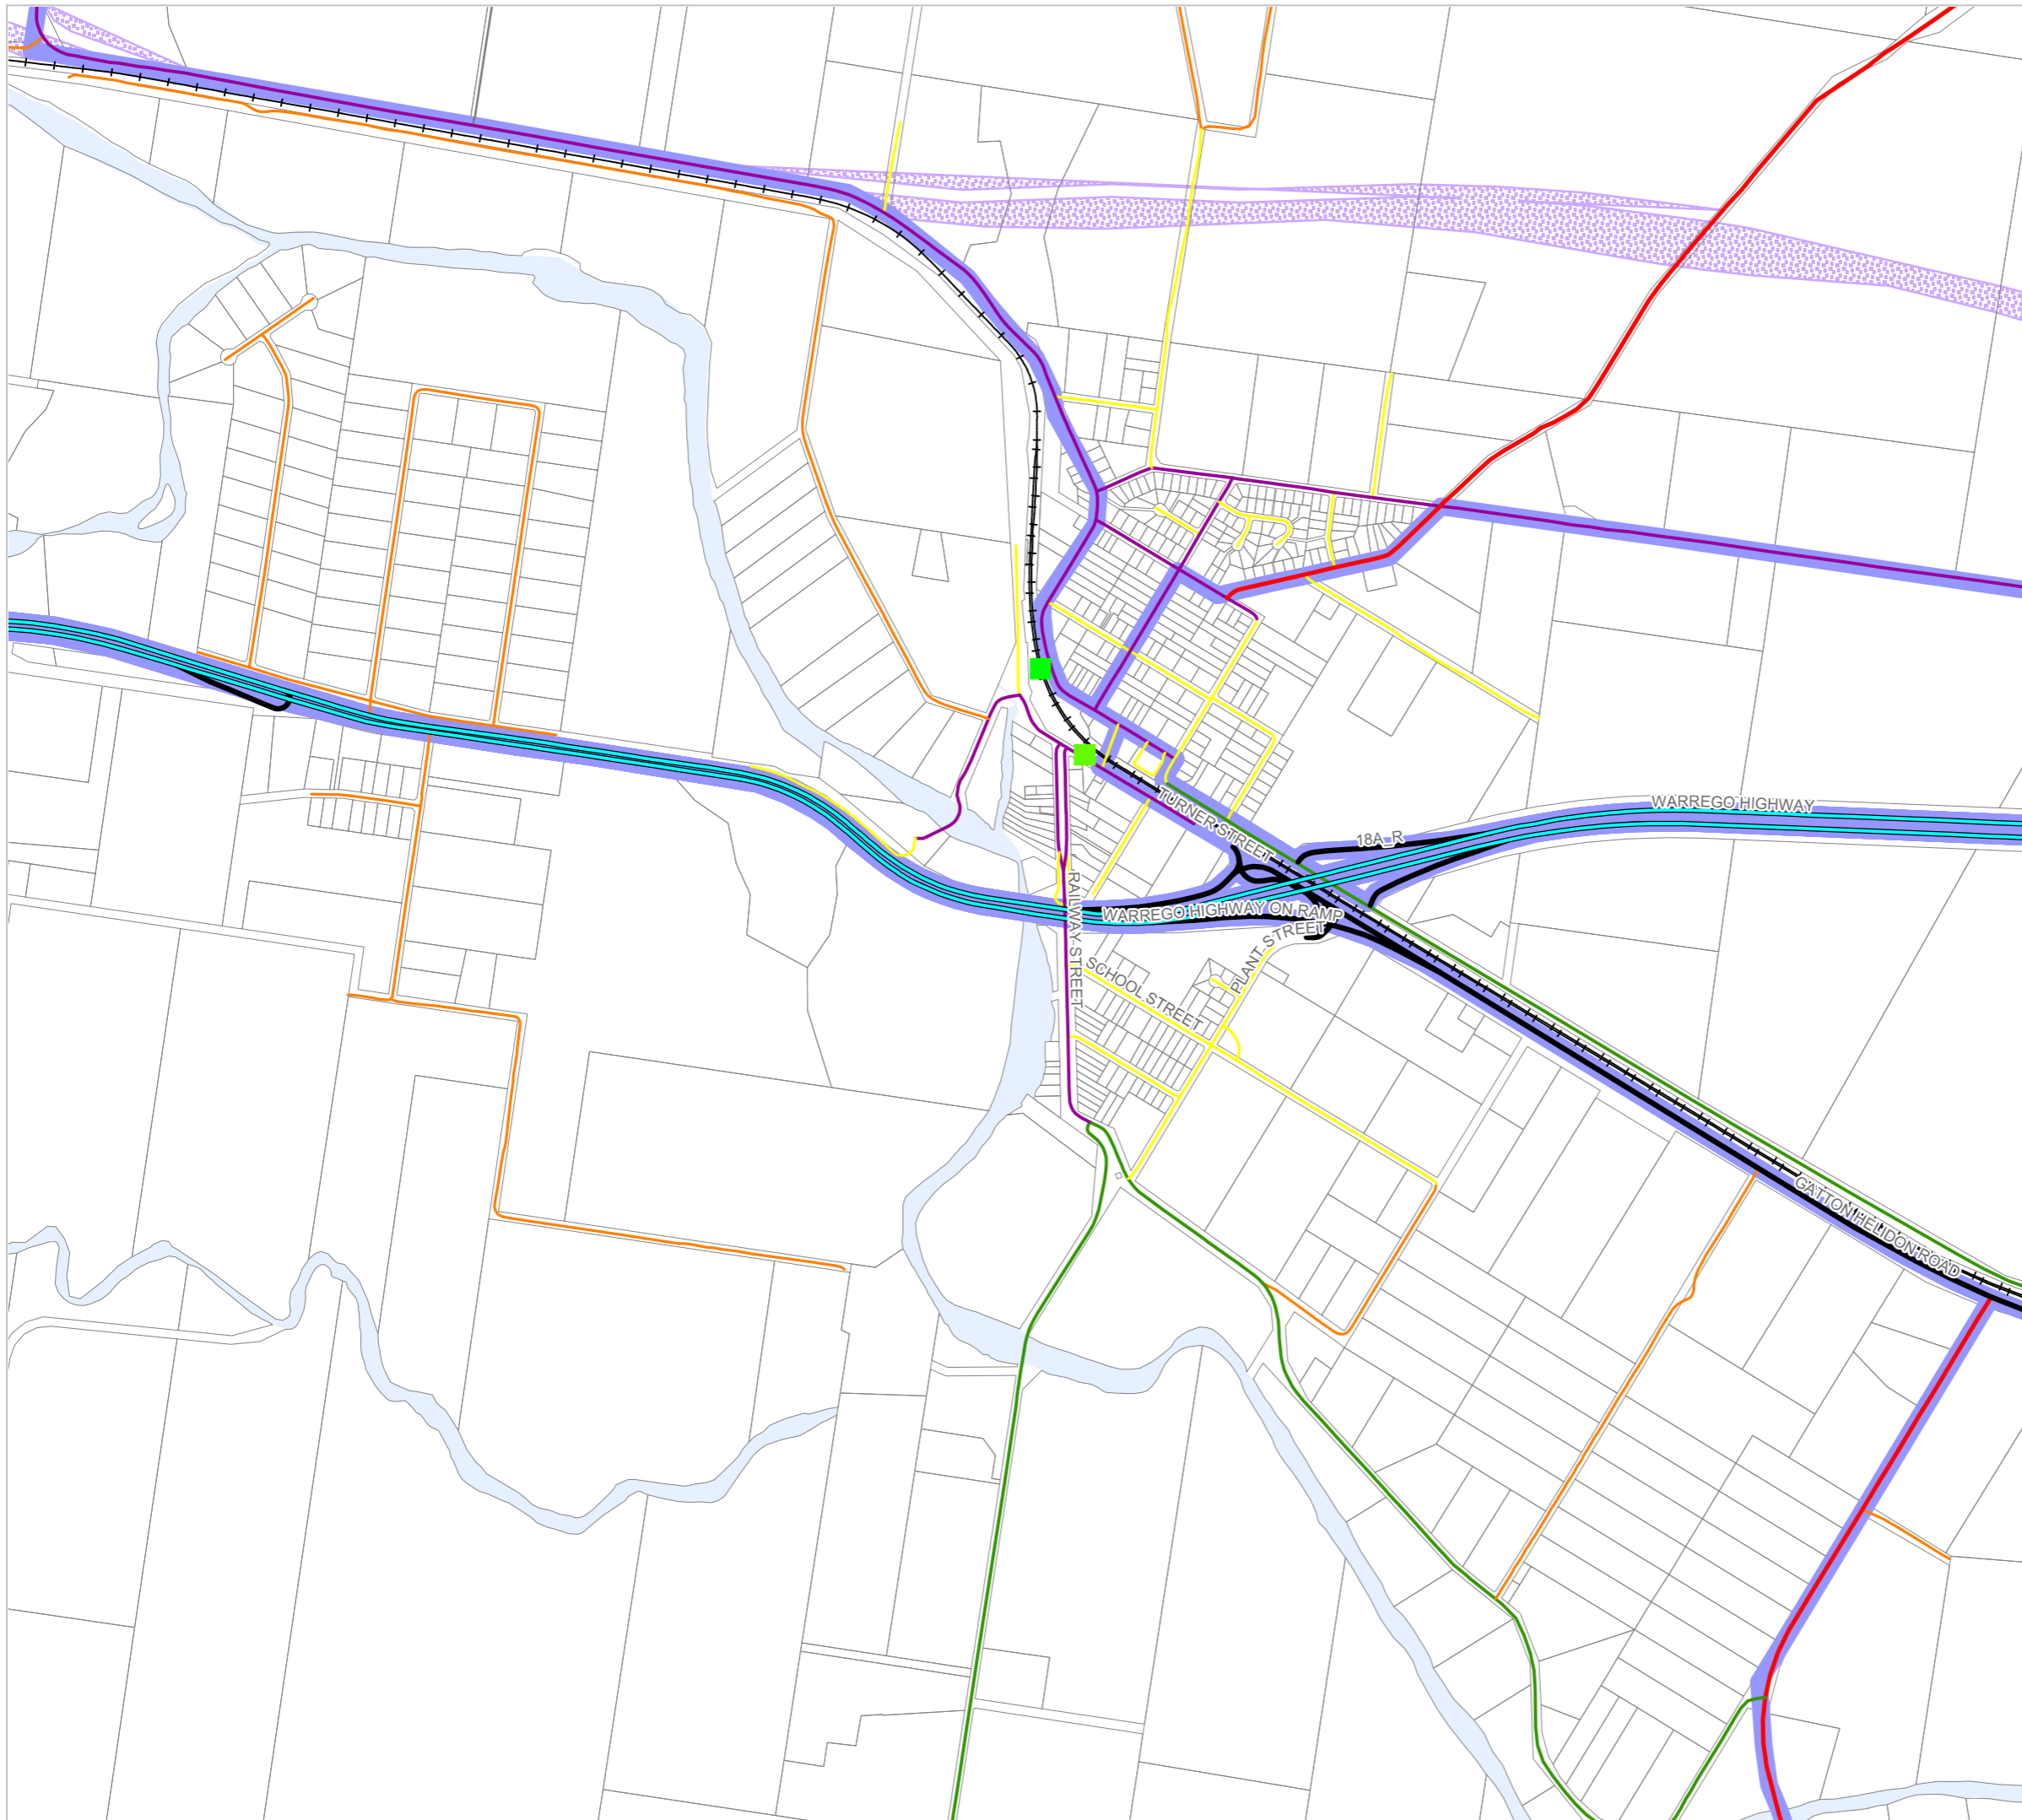 WARREGO HIGHWAY
TURNER STREET
18A_R
RAILWAY STREET
WARREGO HIGHWAY ON RAMP
PLANT STREET
SCHOOL STREET
GATTON HELIDON ROAD